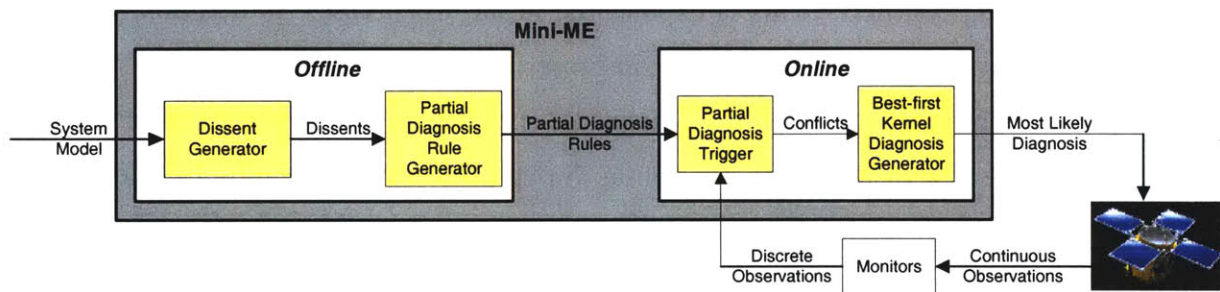 Mini-ME
Offline
Online
System
Model
Dissent
Generator
Dissents
Partial
Diagnosis
Rule
Generator
Partial Diagnosis
Rules
Partial
Diagnosis
Trigger
Conflicts
Best-first
Kernel
Diagnosis
Generator
Most Likely
Diagnosis
Discrete
Observations
Monitors
Continuous
Observations